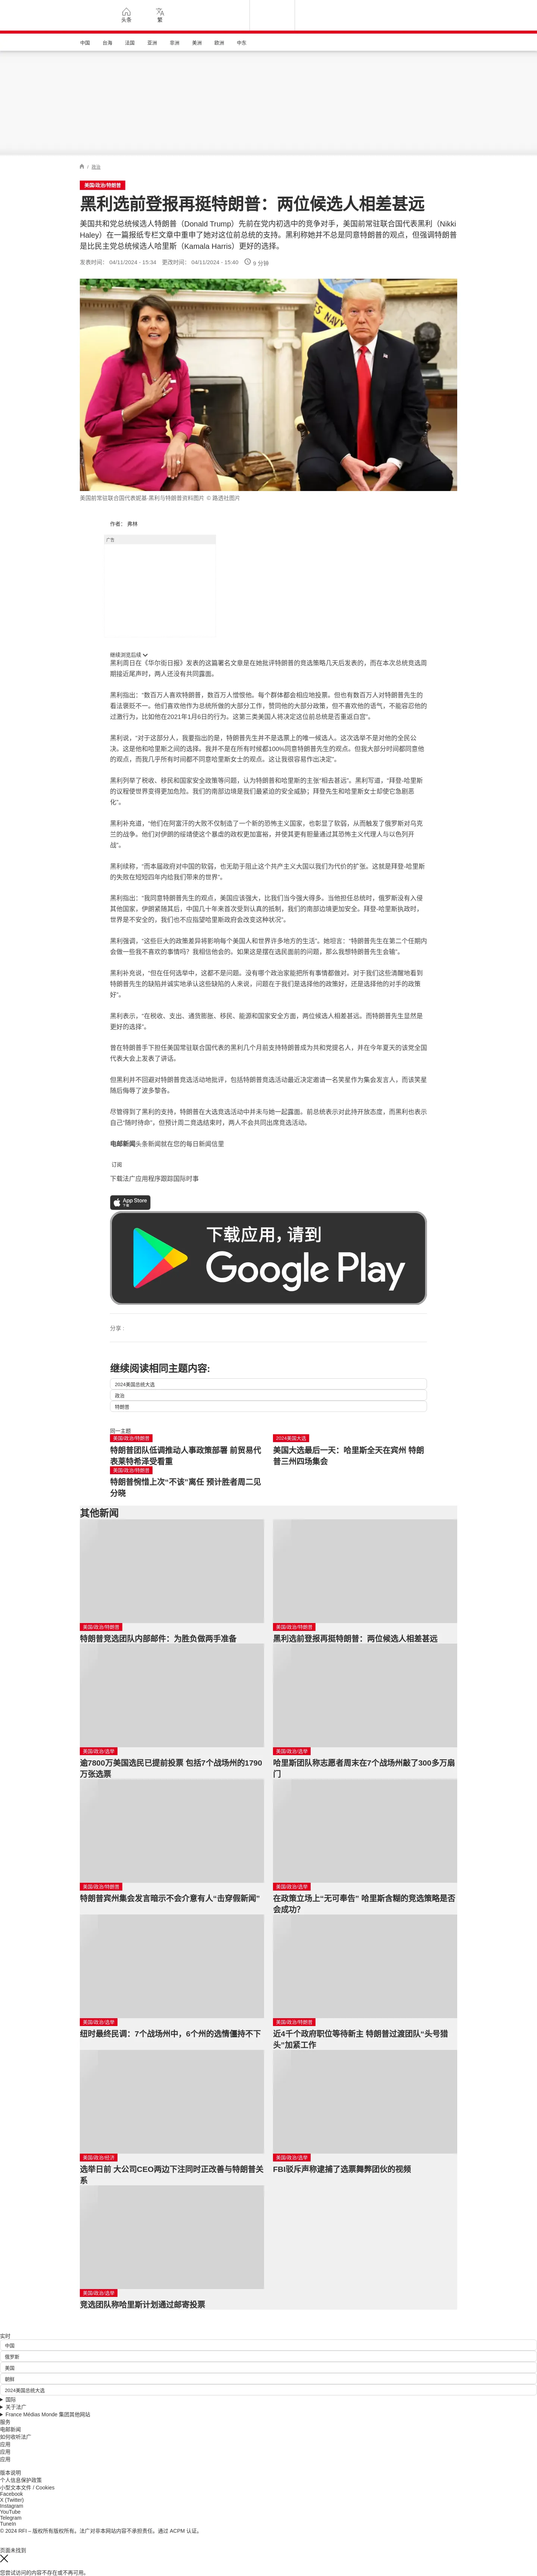 头条
繁
中国
台海
法国
亚洲
非洲
美洲
欧洲
中东
/ 政治
美国/政治/特朗普
黑利选前登报再挺特朗普：两位候选人相差甚远
美国共和党总统候选人特朗普（Donald Trump）先前在党内初选中的竞争对手，美国前常驻联合国代表黑利（Nikki
Haley）在一篇报纸专栏文章中重申了她对这位前总统的支持。黑利称她并不总是同意特朗普的观点，但强调特朗普
是比民主党总统候选人哈里斯（Kamala Harris）更好的选择。
发表时间： 04/11/2024 - 15:34 更改时间： 04/11/2024 - 15:40 9 分钟
美国前常驻联合国代表妮基·黑利与特朗普资料图片 © 路透社图片
作者： 弗林
广告
继续浏览后续
黑利周日在《华尔街日报》发表的这篇署名文章是在她批评特朗普的竞选策略几天后发表的，而在本次总统竞选周
期接近尾声时，两人还没有共同露面。
黑利指出：“数百万人喜欢特朗普，数百万人憎恨他。每个群体都会相应地投票。但也有数百万人对特朗普先生的
看法褒贬不一。他们喜欢他作为总统所做的大部分工作，赞同他的大部分政策，但不喜欢他的语气，不能容忍他的
过激行为，比如他在2021年1月6日的行为。这第三类美国人将决定这位前总统是否重返白宫”。
黑利说，“对于这部分人，我要指出的是，特朗普先生并不是选票上的唯一候选人。这次选举不是对他的全民公
决。这是他和哈里斯之间的选择。我并不是在所有时候都100%同意特朗普先生的观点。但我大部分时间都同意他
的观点，而我几乎所有时间都不同意哈里斯女士的观点。这让我很容易作出决定”。
黑利列举了税收、移民和国家安全政策等问题，认为特朗普和哈里斯的主张“相去甚远”。黑利写道，“拜登-哈里斯
的议程使世界变得更加危险。我们的南部边境是我们最紧迫的安全威胁；拜登先生和哈里斯女士却使它急剧恶
化”。
黑利补充道，“他们在阿富汗的大败不仅制造了一个新的恐怖主义国家，也彰显了软弱，从而触发了俄罗斯对乌克
兰的战争。他们对伊朗的绥靖使这个暴虐的政权更加富裕，并使其更有胆量通过其恐怖主义代理人与以色列开
战”。
黑利续称，“而本届政府对中国的软弱，也无助于阻止这个共产主义大国以我们为代价的扩张。这就是拜登-哈里斯
的失败在短短四年内给我们带来的世界”。
黑利指出：“我同意特朗普先生的观点，美国应该强大，比我们当今强大得多。当他担任总统时，俄罗斯没有入侵
其他国家，伊朗紧随其后，中国几十年来首次受到认真的抵制，我们的南部边境更加安全。拜登-哈里斯执政时，
世界是不安全的，我们也不应指望哈里斯政府会改变这种状况”。
黑利强调，“这些巨大的政策差异将影响每个美国人和世界许多地方的生活”。她坦言：“特朗普先生在第二个任期内
会做一些我不喜欢的事情吗？我相信他会的。如果这是摆在选民面前的问题，那么我想特朗普先生会输”。
黑利补充说，“但在任何选举中，这都不是问题。没有哪个政治家能把所有事情都做对。对于我们这些清醒地看到
特朗普先生的缺陷并诚实地承认这些缺陷的人来说，问题在于我们是选择他的政策好，还是选择他的对手的政策
好”。
黑利表示，“在税收、支出、通货膨胀、移民、能源和国家安全方面，两位候选人相差甚远。而特朗普先生显然是
更好的选择”。
曾在特朗普手下担任美国常驻联合国代表的黑利几个月前支持特朗普成为共和党提名人，并在今年夏天的该党全国
代表大会上发表了讲话。
但黑利并不回避对特朗普竞选活动地批评，包括特朗普竞选活动最近决定邀请一名笑星作为集会发言人，而该笑星
随后侮辱了波多黎各。
尽管得到了黑利的支持，特朗普在大选竞选活动中并未与她一起露面。前总统表示对此持开放态度，而黑利也表示
自己“随时待命”，但预计周二竞选结束时，两人不会共同出席竞选活动。
电邮新闻头条新闻就在您的每日新闻信里
订阅
下载法广应用程序跟踪国际时事
App Store
下载
下载应用，请到
Google Play
分享 :
继续阅读相同主题内容:
2024美国总统大选
政治
特朗普
同一主题
美国/政治/特朗普
特朗普团队低调推动人事政策部署 前贸易代
表莱特希泽受看重
2024美国大选
美国大选最后一天：哈里斯全天在宾州 特朗
普三州四场集会
美国/政治/特朗普
特朗普惋惜上次“不该”离任 预计胜者周二见
分晓
其他新闻
美国/政治/特朗普
特朗普竞选团队内部邮件：为胜负做两手准备
美国/政治/特朗普
黑利选前登报再挺特朗普：两位候选人相差甚远
美国/政治/选举
逾7800万美国选民已提前投票 包括7个战场州的1790
万张选票
美国/政治/选举
哈里斯团队称志愿者周末在7个战场州敲了300多万扇
门
美国/政治/特朗普
特朗普宾州集会发言暗示不会介意有人“击穿假新闻”
美国/政治/选举
在政策立场上“无可奉告” 哈里斯含糊的竞选策略是否
会成功？
美国/政治/选举
纽时最终民调：7个战场州中，6个州的选情僵持不下
美国/政治/特朗普
近4千个政府职位等待新主 特朗普过渡团队“头号猎
头”加紧工作
美国/政治/经济
选举日前 大公司CEO两边下注同时正改善与特朗普关
系
美国/政治/选举
FBI驳斥声称逮捕了选票舞弊团伙的视频
美国/政治/选举
竞选团队称哈里斯计划通过邮寄投票
实时
中国
俄罗斯
美国
朝鲜
2024美国总统大选
国际
关于法广
France Médias Monde 集团其他网站
服务
电邮新闻
如何收听法广
应用
应用
应用
版本说明
个人信息保护政策
小型文本文件 / Cookies
Facebook
X (Twitter)
Instagram
YouTube
Telegram
TuneIn
© 2024 RFI – 版权所有版权所有。法广对非本网站内容不承担责任。通过 ACPM 认证。
页面未找到
您尝试访问的内容不存在或不再可用。